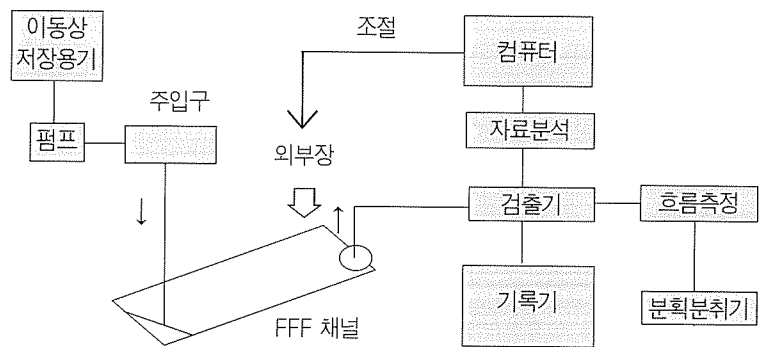 이동상
저장용기
펌프
주입구
조절
외부장
컴퓨터
자료분석
검출기
흐름측정
기록기
분획분취기
FFF 채널